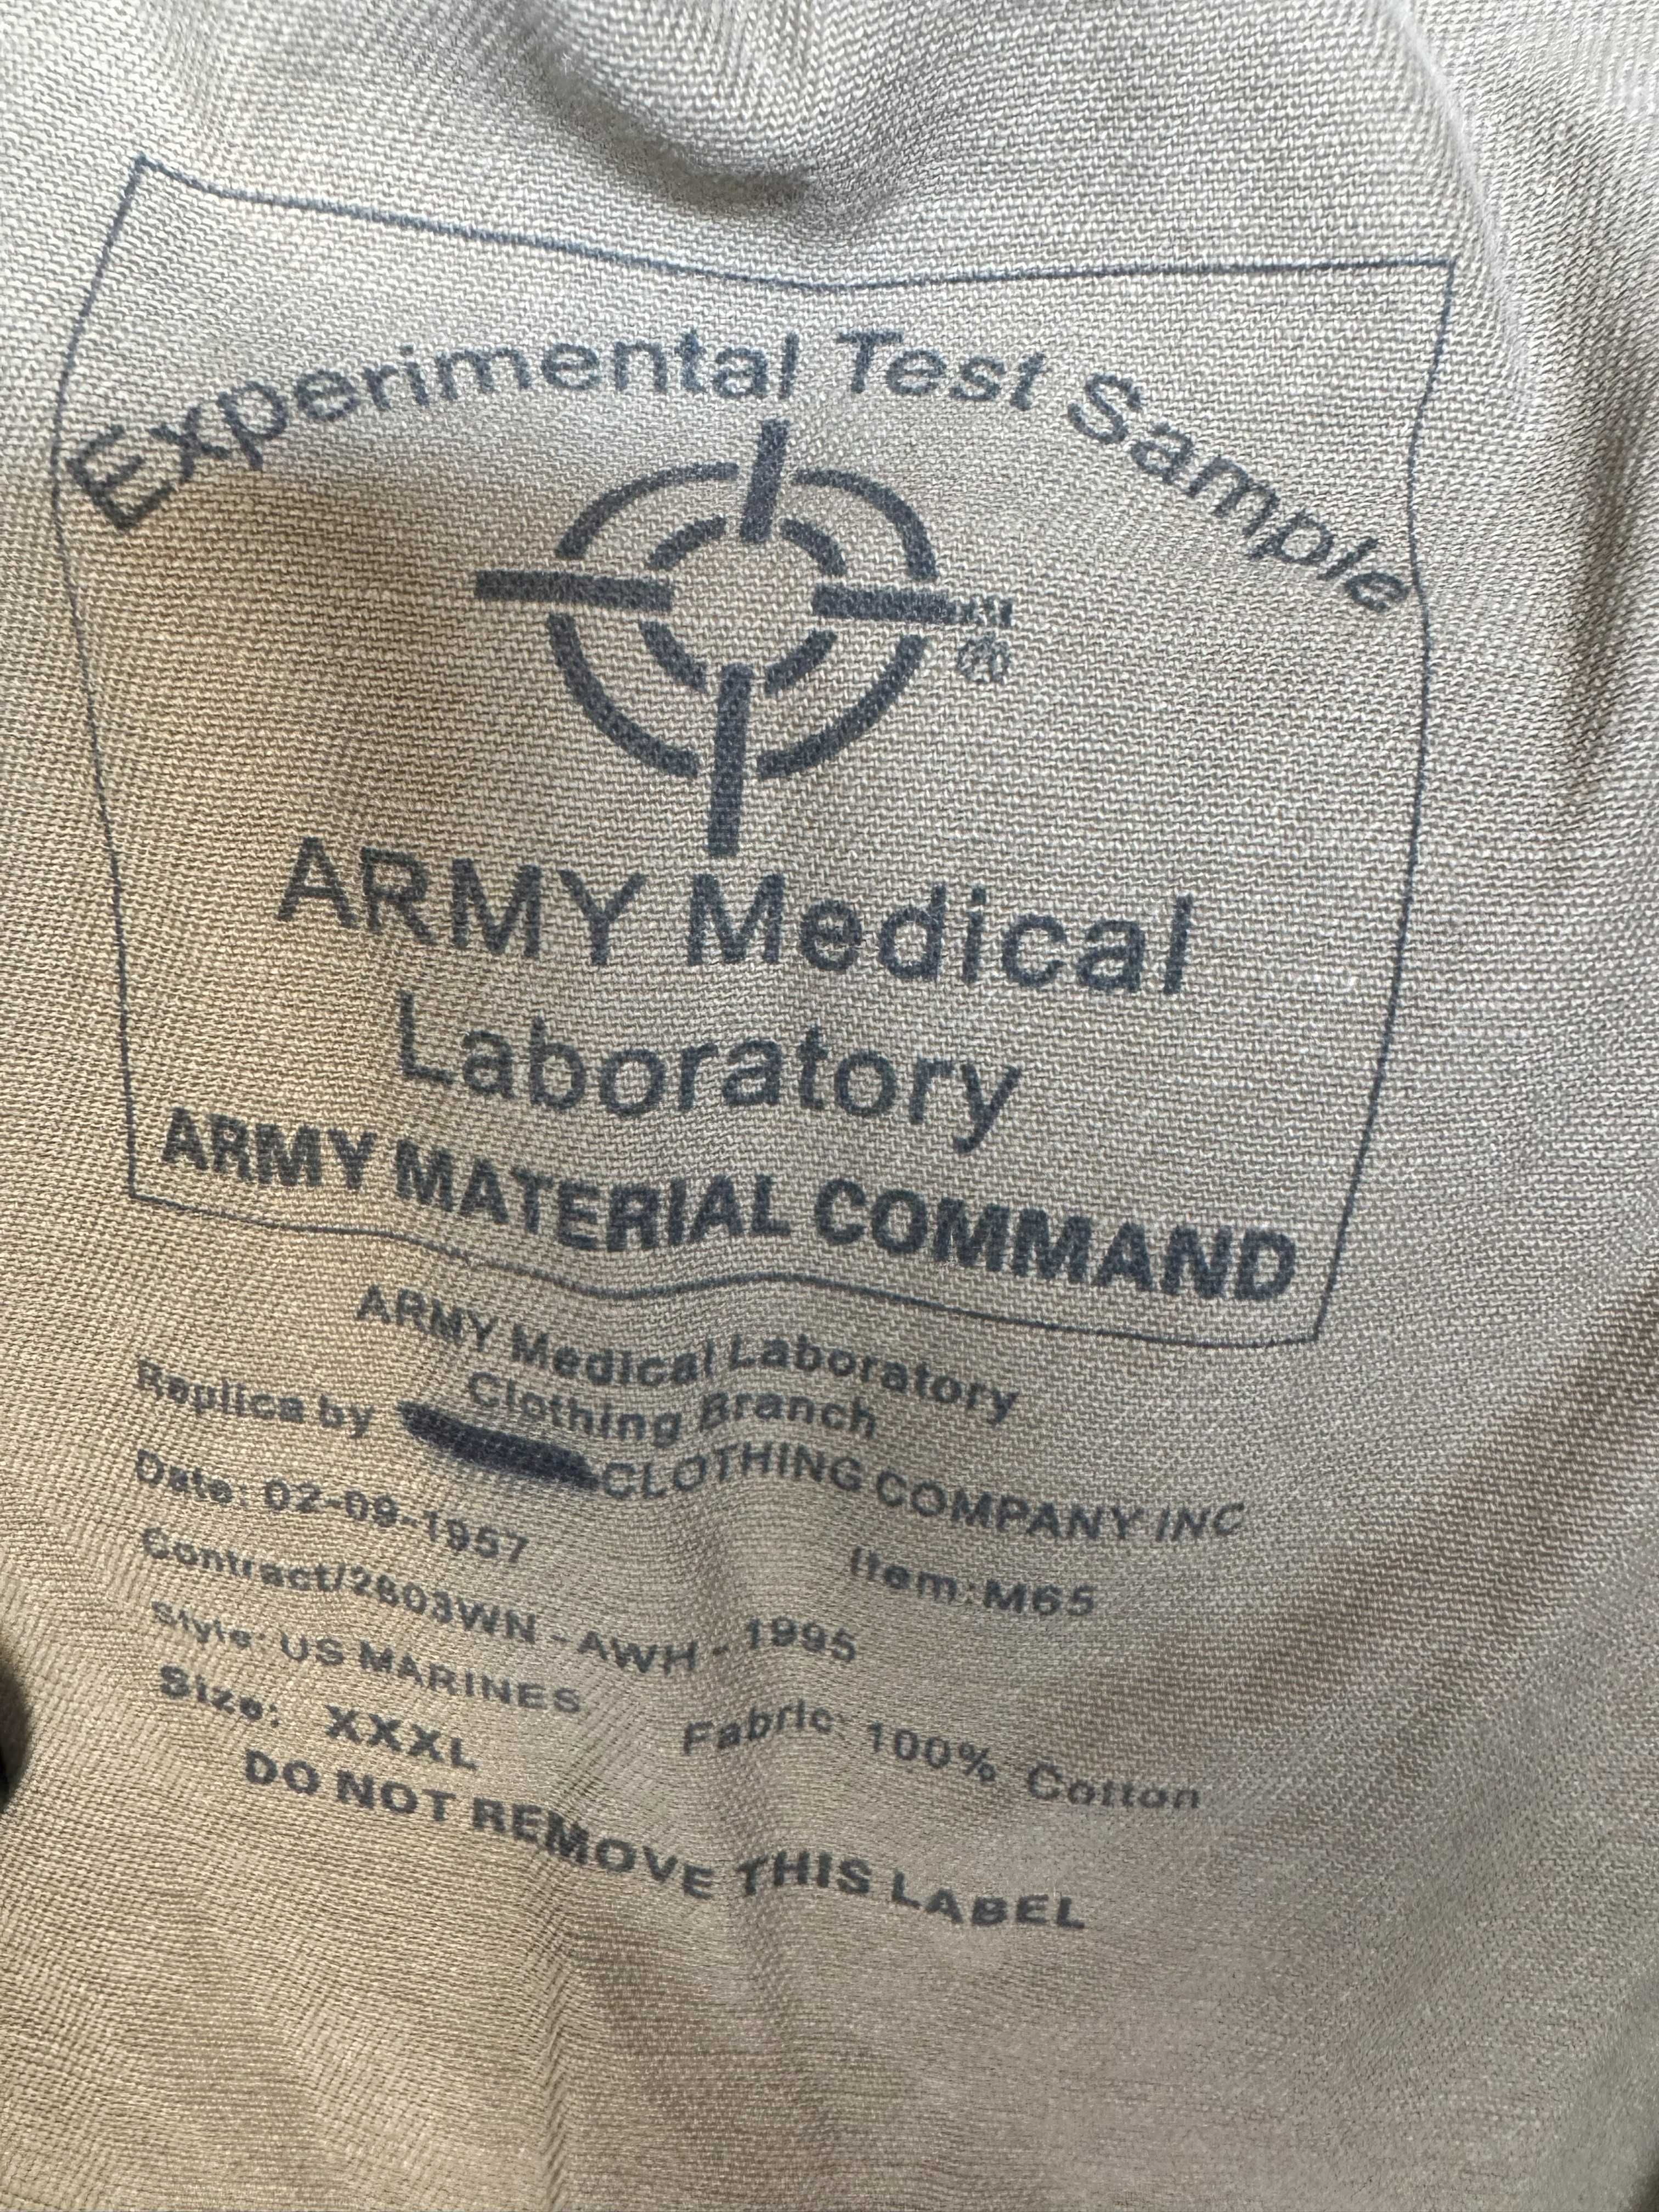 Experimental Test Sample
®
ARMY Medical
Laboratory
ARMY MATERIAL COMMAND
ARMY Medical Laboratory
Clothing Branch
Replica by CLOTHING COMPANY INC
Date: 02-09-1957
Item:M65
Contract/2603WN - AWH - 1995
Style: US MARINES
Fabric: 100% Cotton
Size: XXXL
DO NOT REMOVE THIS LABEL